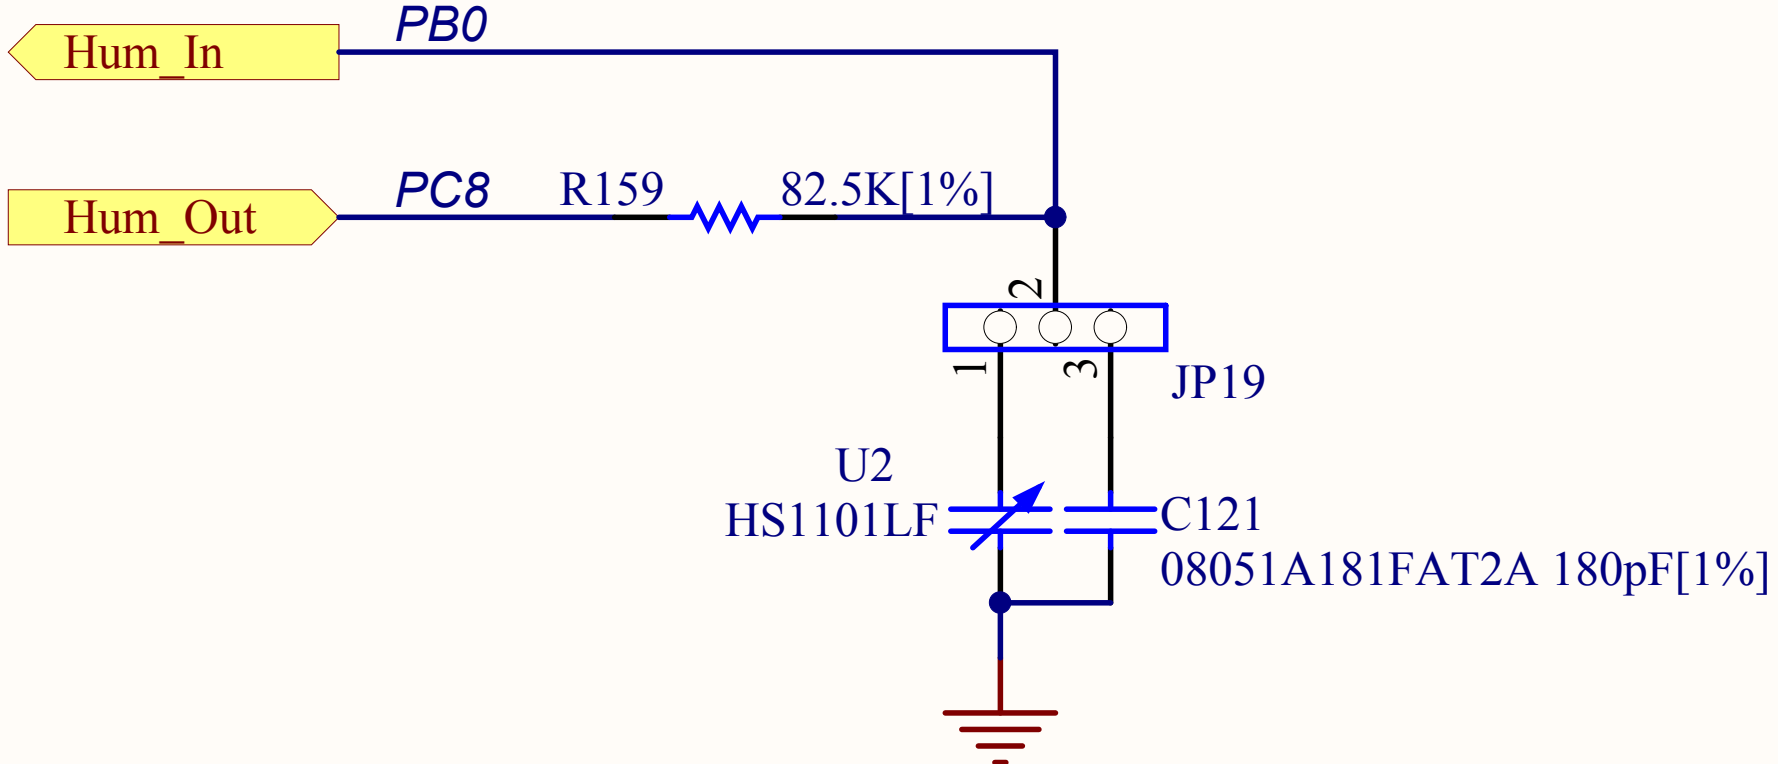 PB0
Hum_In
PC8
R159
82.5K[1%]
Hum_Out
2
1
3
JP19
U2
HS1101LF
C121
08051A181FAT2A 180pF[1%]